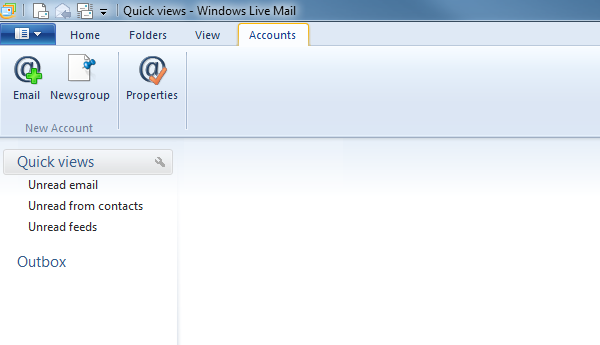 Quick views - Windows Live Mail
Home Folders View Accounts
Email Newsgroup Properties
New Account
Quick views
Unread email
Unread from contacts
Unread feeds
Outbox